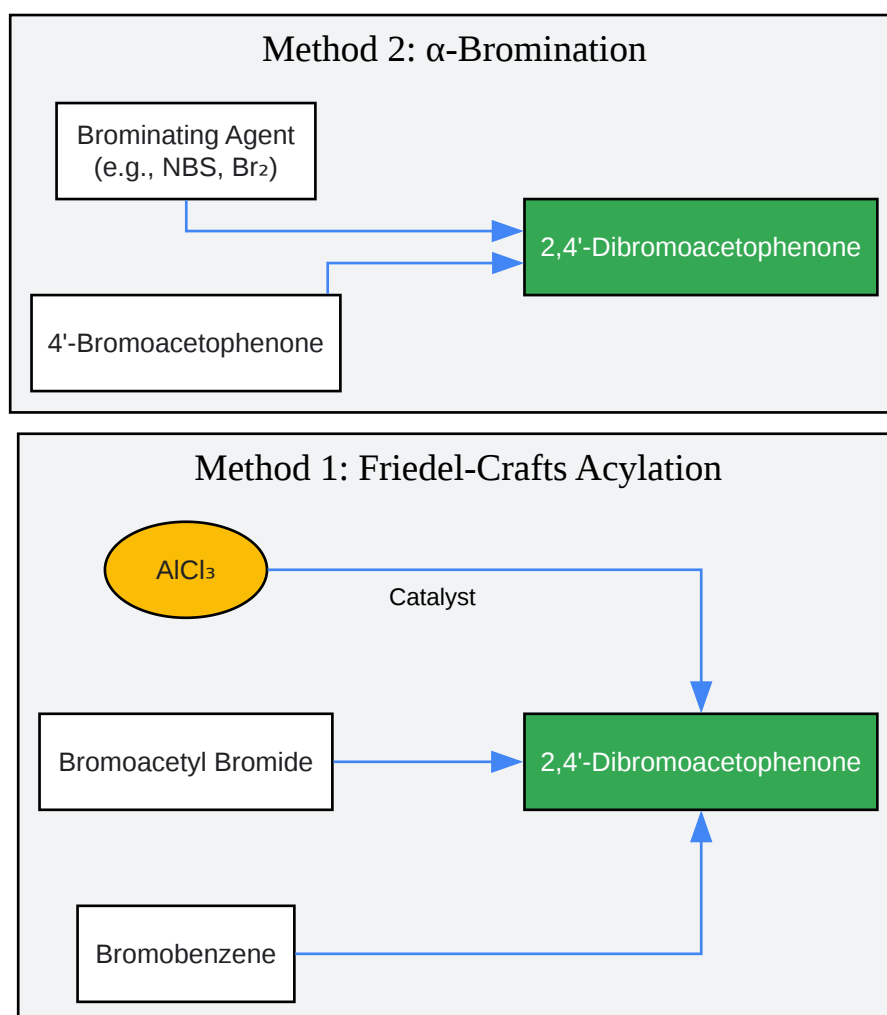 Method 2: α-Bromination
Brominating Agent
(e.g., NBS, Br₂)
2,4'-Dibromoacetophenone
4'-Bromoacetophenone
Method 1: Friedel-Crafts Acylation
AlCl₃
Catalyst
Bromoacetyl Bromide
2,4'-Dibromoacetophenone
Bromobenzene